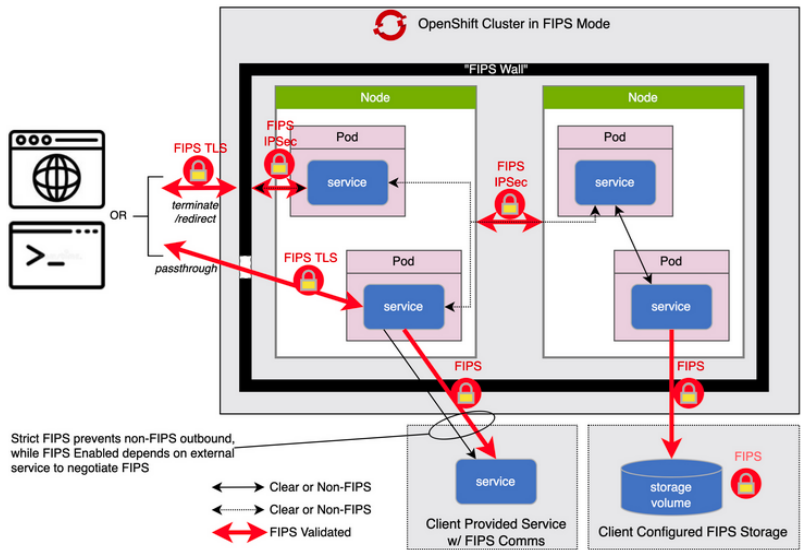 OpenShift Cluster in FIPS Mode
"FIPS Wall"
Node
Node
Pod
service
Pod
service
Pod
service
Pod
service
FIPS TLS
terminate
/redirect
FIPS
IPSec
FIPS
IPSec
OR
>_
passthrough
FIPS TLS
FIPS
FIPS
Strict FIPS prevents non-FIPS outbound,
while FIPS Enabled depends on external
service to negotiate FIPS
Clear or Non-FIPS
Clear or Non-FIPS
FIPS Validated
service
Client Provided Service
w/ FIPS Comms
storage
volume
FIPS
Client Configured FIPS Storage